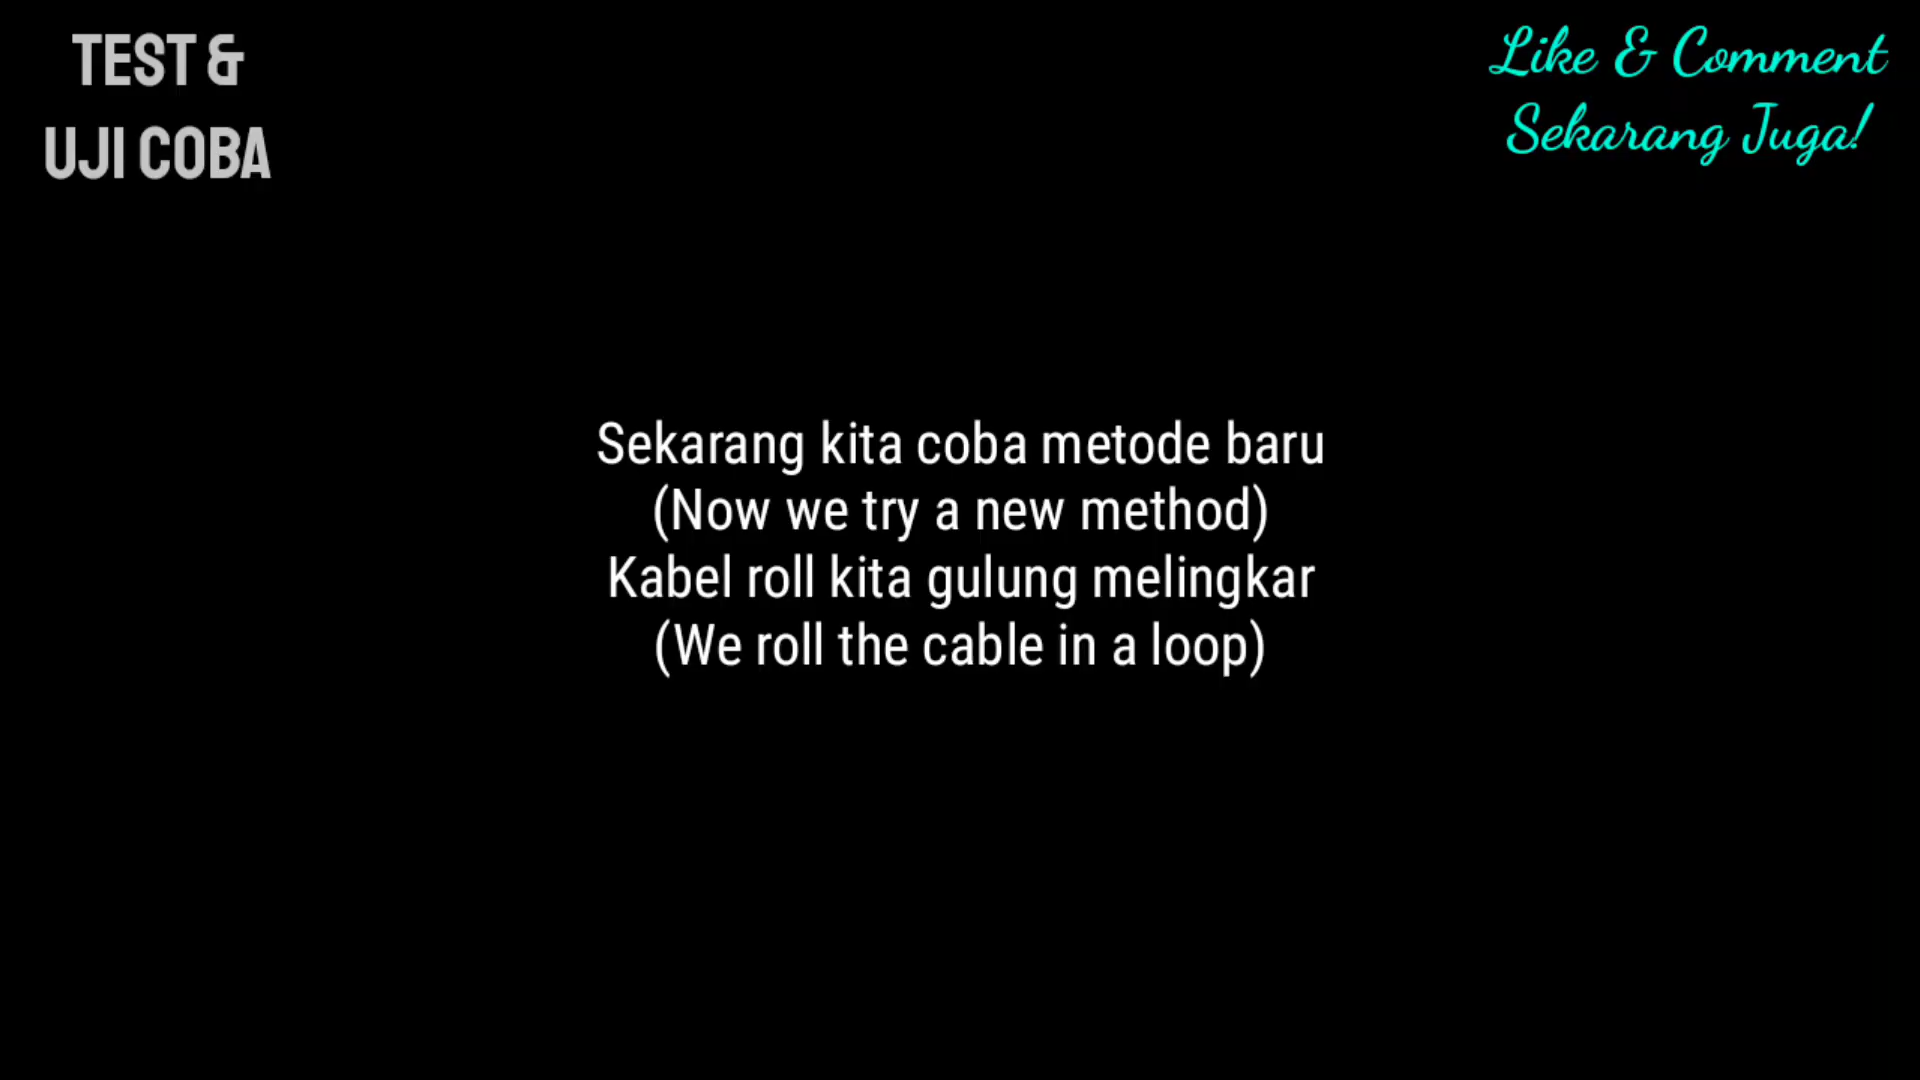 TEST &
UJI COBA
Like & Comment
Sekarang Juga!
Sekarang kita coba metode baru
(Now we try a new method)
Kabel roll kita gulung melingkar
(We roll the cable in a loop)